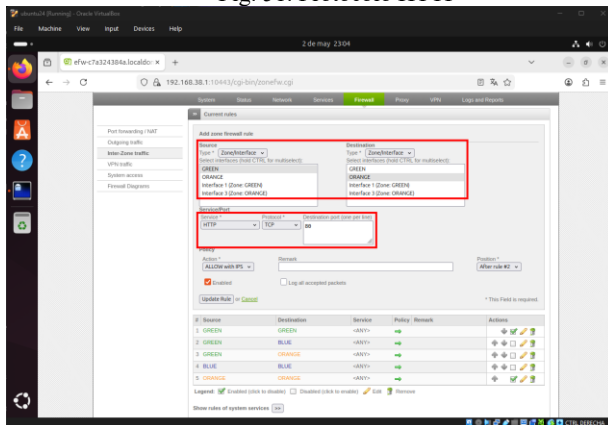 ubuntu24 [Running] - Oracle VirtualBox
File Machine View Input Devices Help
2 de may 23:04
efw-c7a324384a.localdo: × +
192.168.38.1:10443/cgi-bin/zonefw.cgi
System Status Network Services Firewall Proxy VPN Logs and Reports
Current rules
Port forwarding / NAT
Outgoing traffic
Inter-Zone traffic
VPN traffic
System access
Firewall Diagrams
Add zone firewall rule
Source Destination
Type * Zone/Interface Type * Zone/Interface
Select interfaces (hold CTRL for multiselect): Select interfaces (hold CTRL for multiselect):
GREEN GREEN
ORANGE ORANGE
Interface 1 (Zone: GREEN) Interface 1 (Zone: GREEN)
Interface 3 (Zone: ORANGE) Interface 3 (Zone: ORANGE)
Service/Port
Service * Protocol * Destination port (one per line)
HTTP TCP 80
Policy
Action * Remark Position *
ALLOW with IPS After rule #2
Enabled Log all accepted packets
Update Rule or Cancel * This Field is required.
# Source Destination Service Policy Remark Actions
1 GREEN GREEN <ANY>
2 GREEN BLUE <ANY>
3 GREEN ORANGE <ANY>
4 BLUE BLUE <ANY>
5 ORANGE ORANGE <ANY>
Legend: Enabled (click to disable) Disabled (click to enable) Edit Remove
Show rules of system services >>
CTRL DERECHA